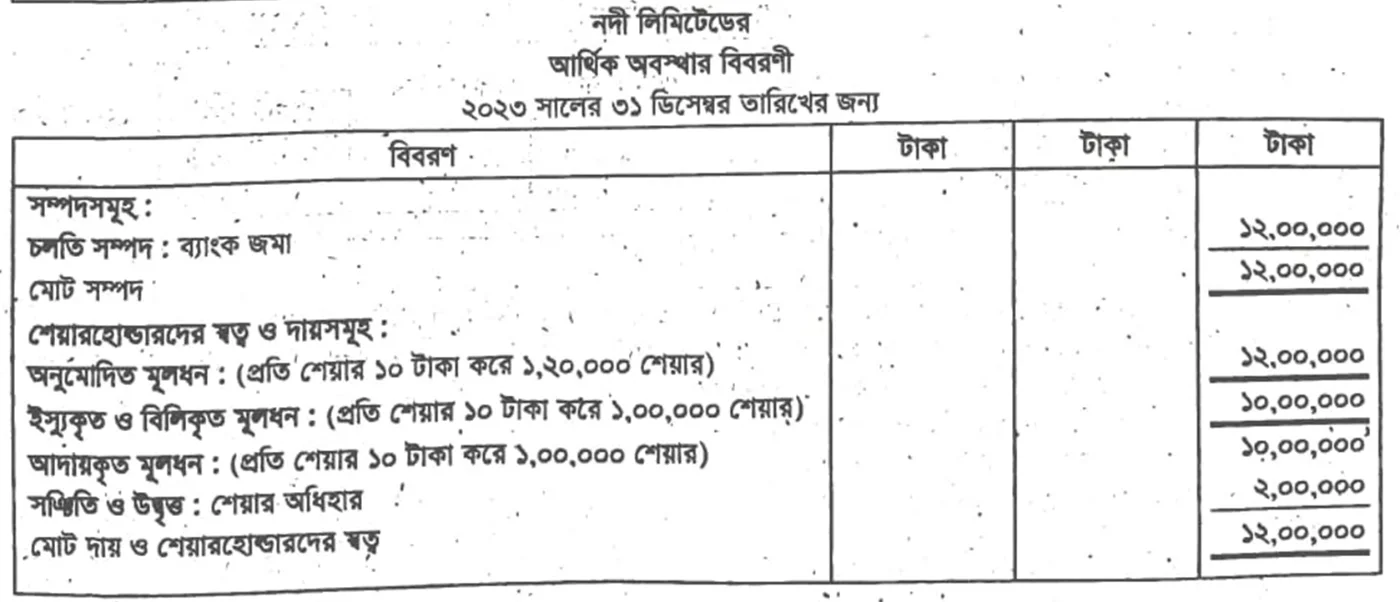 নদী লিমিটেডের
আর্থিক অবস্থার বিবরণী
২০২৩ সালের ৩১ ডিসেম্বর তারিখের জন্য
বিবরণ টাকা টাকা টাকা
সম্পদসমূহ :
চলতি সম্পদ : ব্যাংক জমা ১২,০০,০০০
মোট সম্পদ ১২,০০,০০০
শেয়ারহোল্ডারদের স্বত্ব ও দায়সমূহ :
অনুমোদিত মূলধন : (প্রতি শেয়ার ১০ টাকা করে ১,২০,০০০ শেয়ার) ১২,০০,০০০
ইস্যুকৃত ও বিলিকৃত মূলধন : (প্রতি শেয়ার ১০ টাকা করে ১,০০,০০০ শেয়ার) ১০,০০,০০০
আদায়কৃত মূলধন : (প্রতি শেয়ার ১০ টাকা করে ১,০০,০০০ শেয়ার) ১০,০০,০০০
সঞ্চিতি ও উদ্বৃত্ত : শেয়ার অধিহার ২,০০,০০০
মোট দায় ও শেয়ারহোল্ডারদের স্বত্ব ১২,০০,০০০